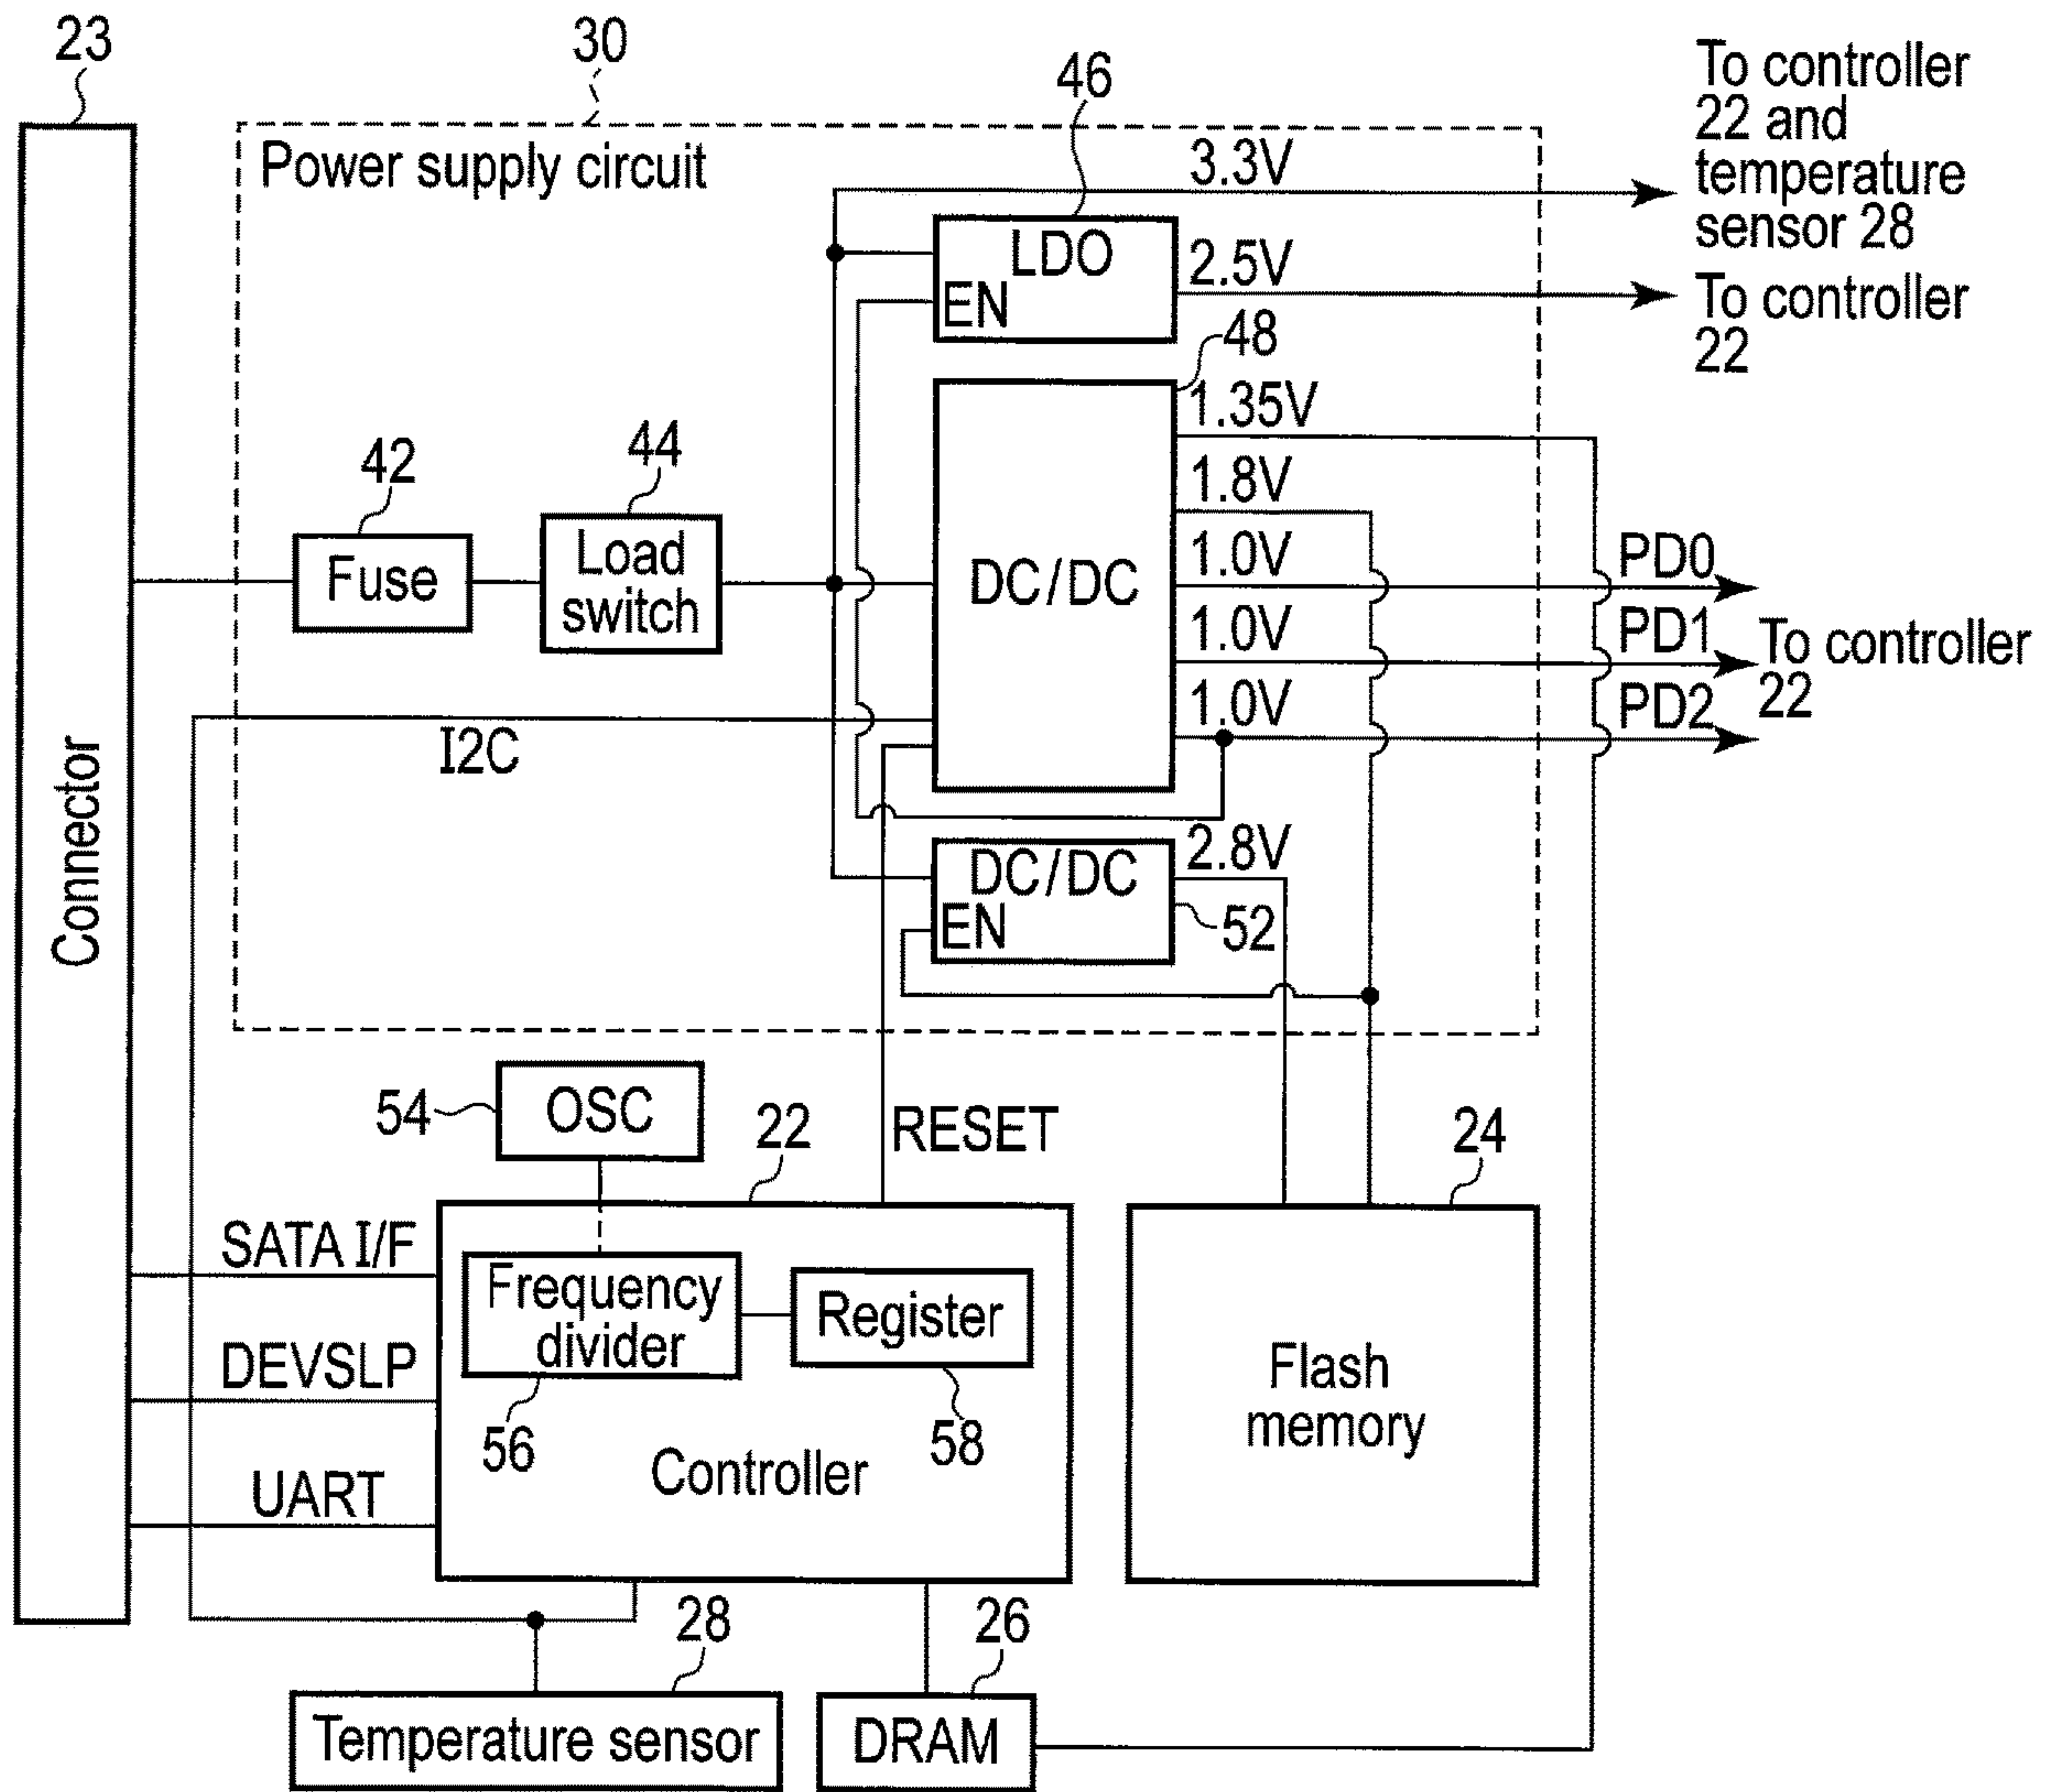 23
30
46
To controller
22 and
temperature
sensor 28
Power supply circuit
3.3V
LDO
EN
2.5V
To controller
22
48
1.35V
42
44
1.8V
Fuse
Load
switch
DC/DC
1.0V
PD0
1.0V
PD1
To controller
22
1.0V
PD2
I2C
Connector
DC/DC
EN
2.8V
52
54
OSC
22
RESET
24
SATA I/F
Frequency
divider
Register
DEVSLP
56
58
Flash
memory
UART
Controller
28
26
Temperature sensor
DRAM